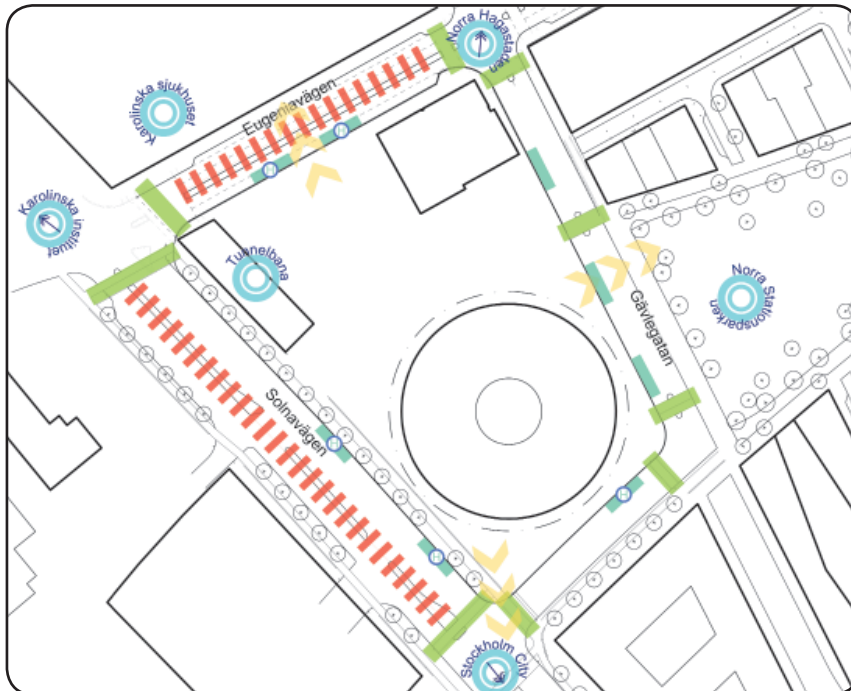 Norra Hagastaden
Karolinska sjukhuset
Eugeniavägen
H
H
Karolinska institutet
Tunnelbana
Norra Stationsparken
Gävlegatan
Solnavägen
H
H
H
Stockholm City